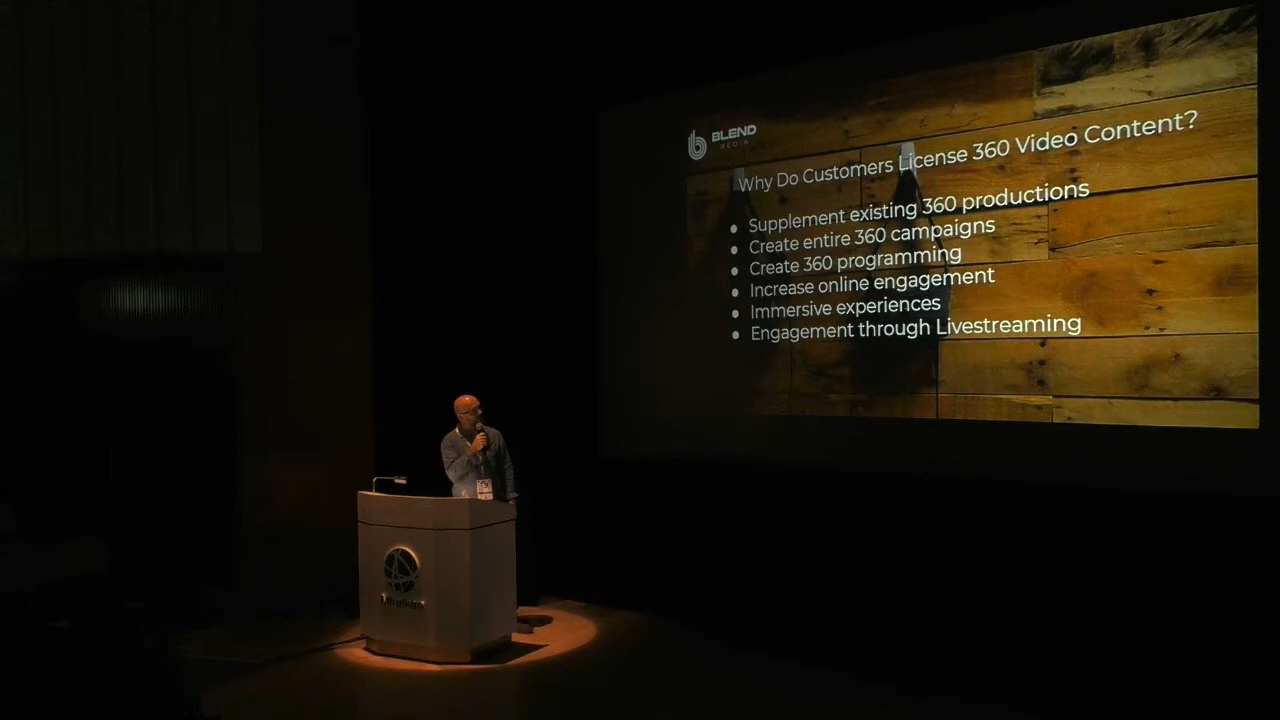 BLEND
MEDIA
Why Do Customers License 360 Video Content?
● Supplement existing 360 productions
● Create entire 360 campaigns
● Create 360 programming
● Increase online engagement
● Immersive experiences
● Engagement through Livestreaming
Miraikan